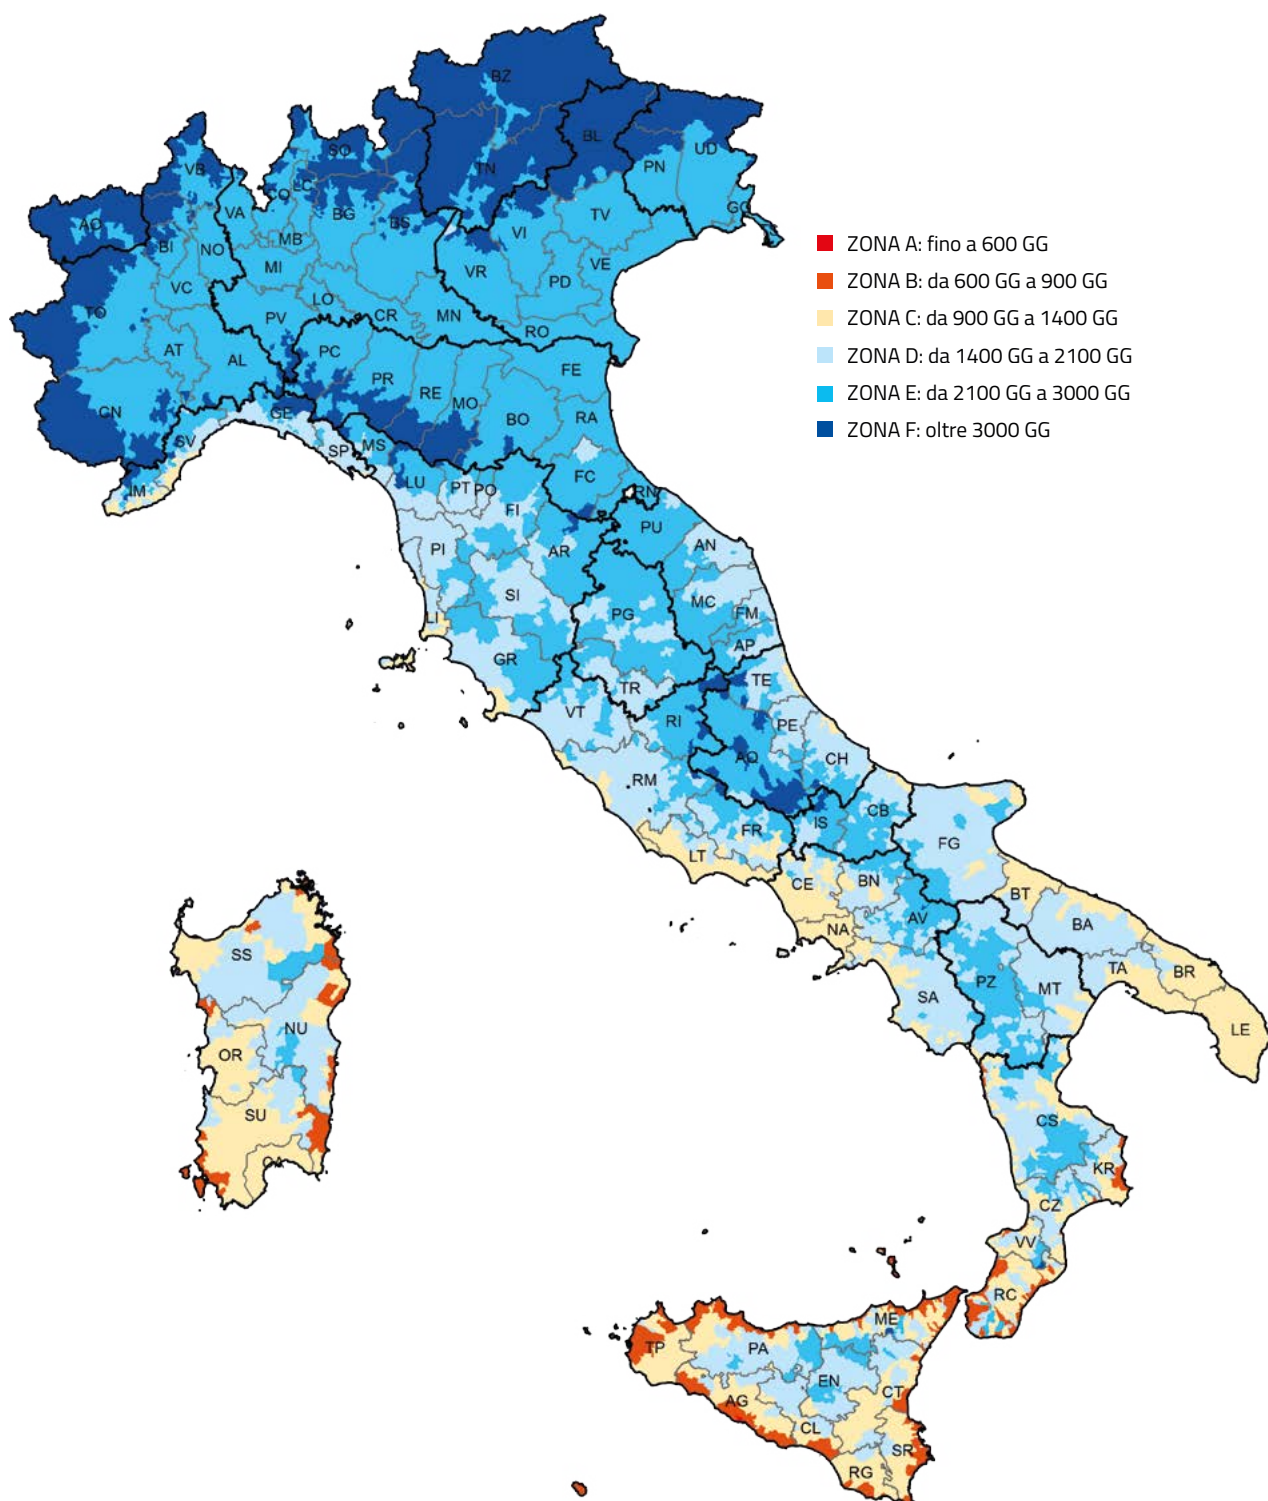 BZ
BL
SO
VB
TN
UD
PN
LC
CO
AO
VA
BG
BS
TV
GO
BI
NO
MB
VI
MI
VR
VE
PD
VC
LO
TO
PV
CR
MN
RO
AT
AL
PC
PR
RE
MO
FE
CN
GE
BO
RA
SV
SP
MS
FC
IM
LU
PT
PO
RN
FI
PU
PI
AR
AN
SI
MC
LI
PG
FM
AP
GR
TR
TE
VT
RI
PE
AQ
CH
RM
CB
IS
FR
FG
LT
CE
BN
BT
AV
NA
BA
SS
TA
BR
PZ
MT
SA
NU
LE
OR
SU
CA
CS
KR
CZ
VV
RC
ME
TP
PA
EN
CT
AG
CL
SR
RG
ZONA A: fino a 600 GG
ZONA B: da 600 GG a 900 GG
ZONA C: da 900 GG a 1400 GG
ZONA D: da 1400 GG a 2100 GG
ZONA E: da 2100 GG a 3000 GG
ZONA F: oltre 3000 GG